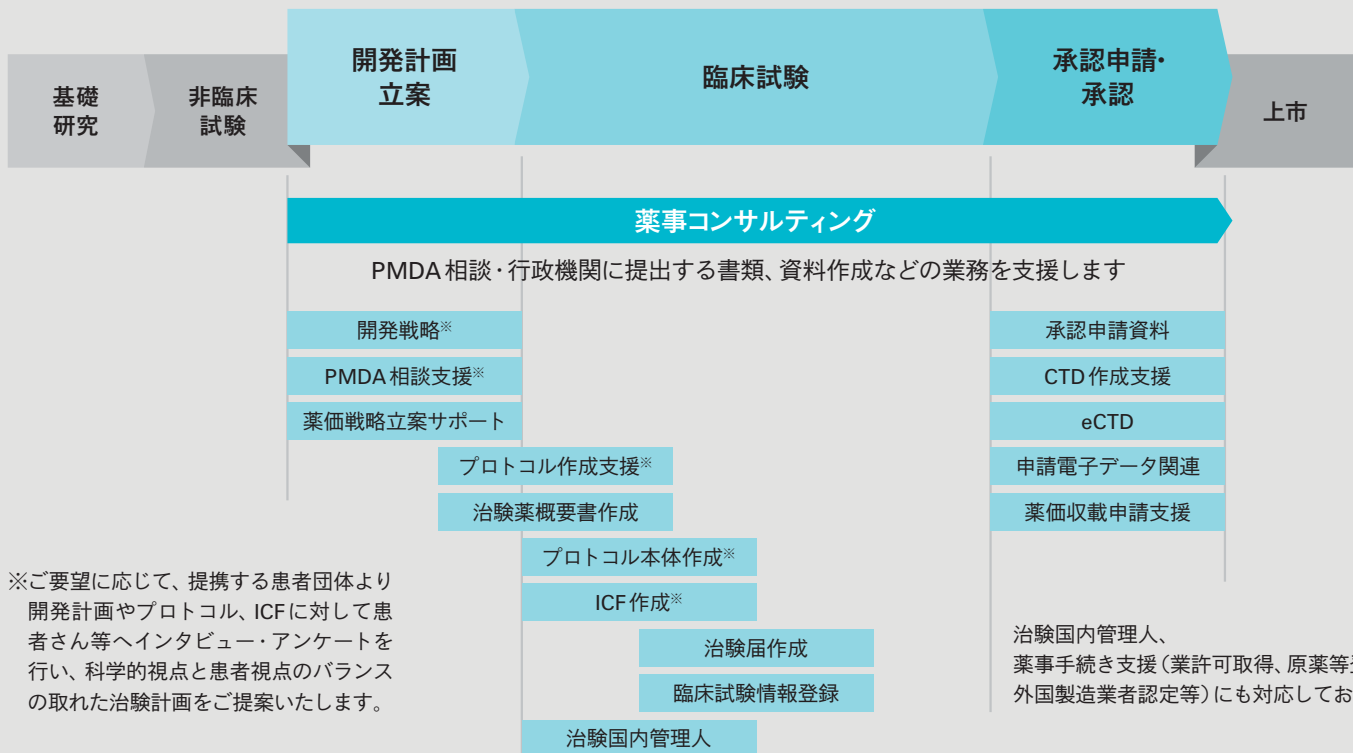 基礎
研究
非臨床
試験
開発計画
立案
臨床試験
承認申請・
承認
上市
薬事コンサルティング
PMDA相談・行政機関に提出する書類、資料作成などの業務を支援します
開発戦略※
PMDA相談支援※
薬価戦略立案サポート
プロトコル作成支援※
治験薬概要書作成
プロトコル本体作成※
ICF作成※
治験届作成
臨床試験情報登録
治験国内管理人
承認申請資料
CTD作成支援
eCTD
申請電子データ関連
薬価収載申請支援
※ご要望に応じて、提携する患者団体より
開発計画やプロトコル、ICFに対して患
者さん等へインタビュー・アンケートを
行い、科学的視点と患者視点のバランス
の取れた治験計画をご提案いたします。
治験国内管理人、
薬事手続き支援（業許可取得、原薬等
外国製造業者認定等）にも対応してお